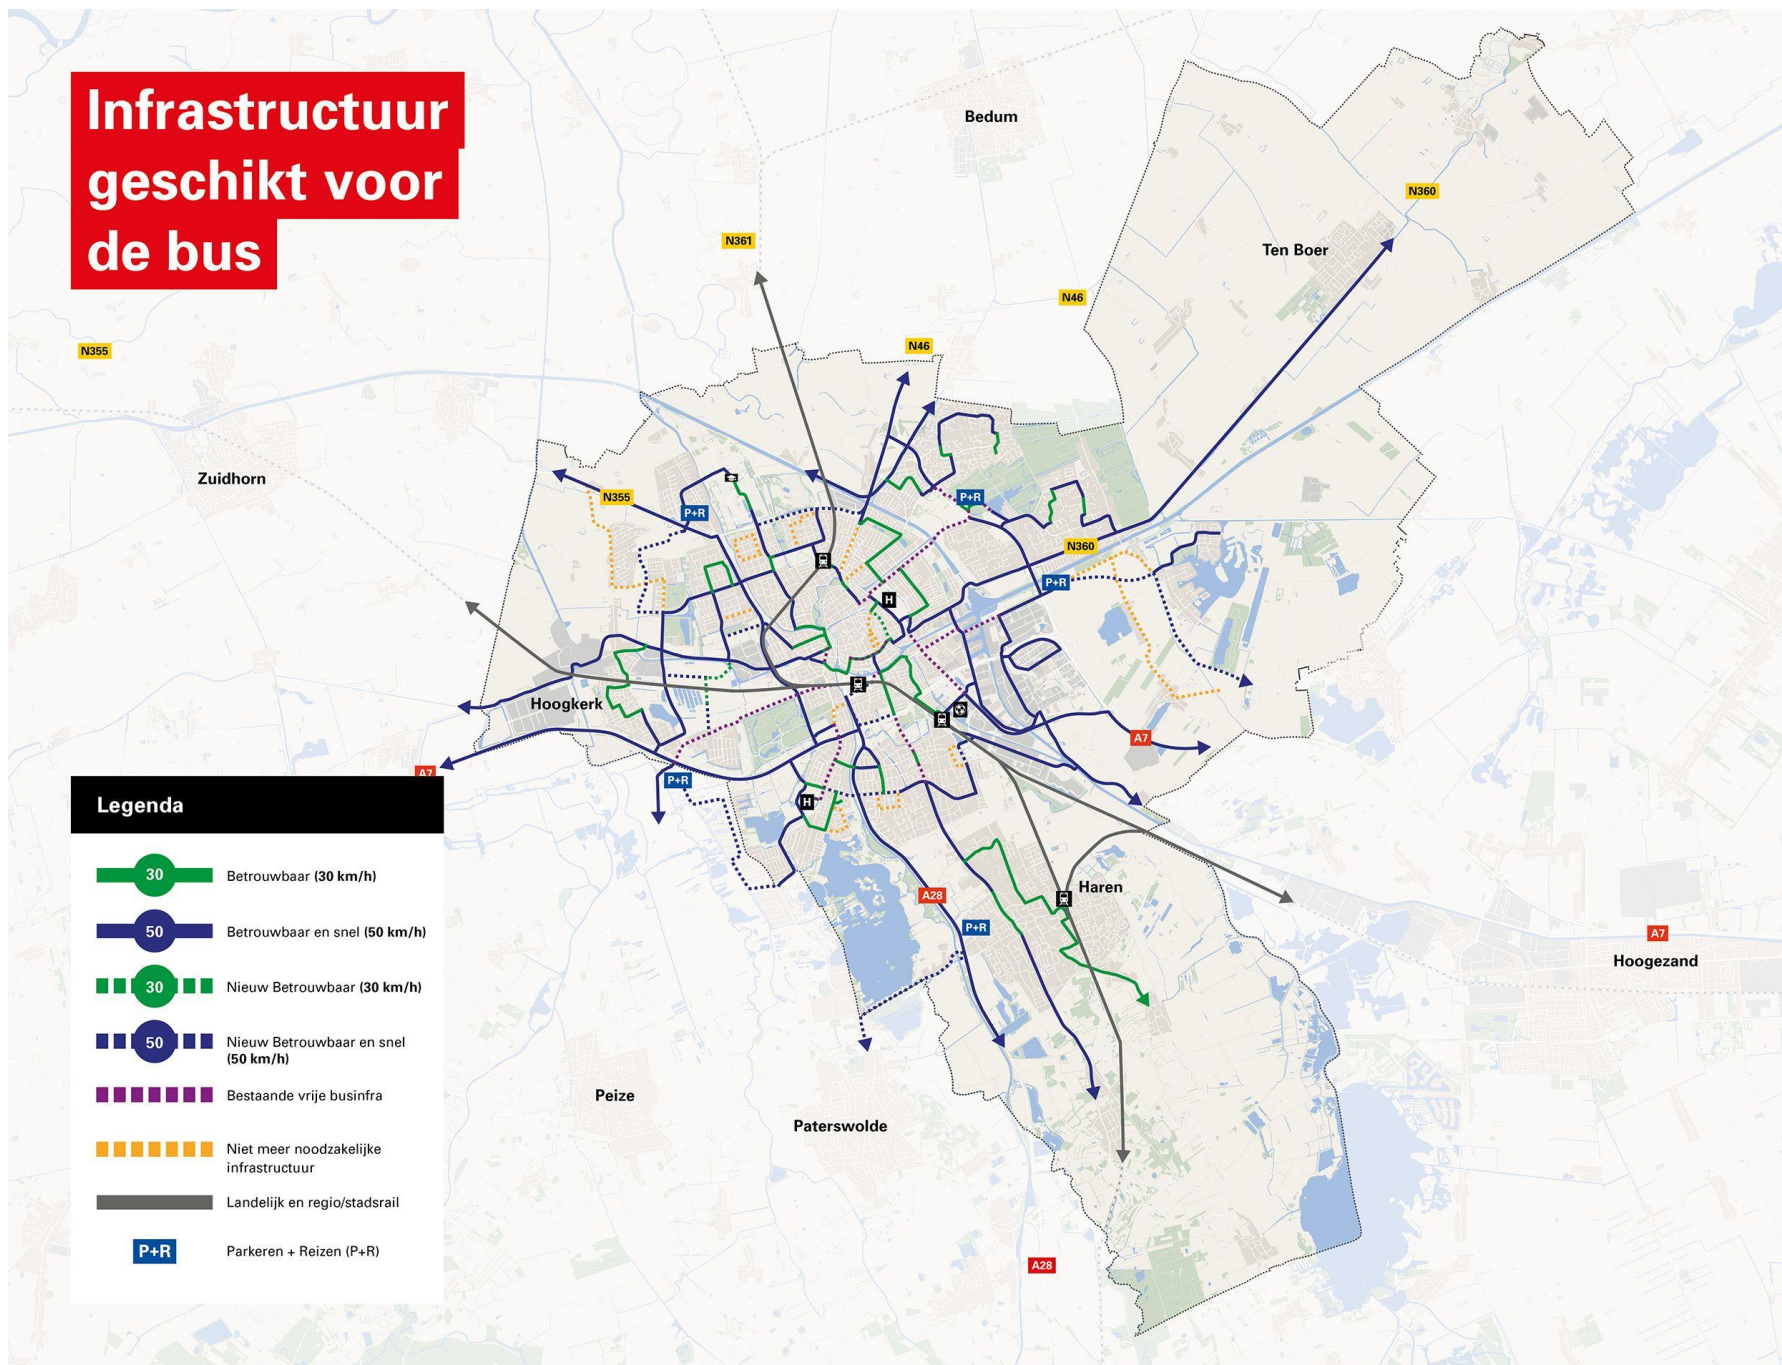 Infrastructuur
geschikt voor
de bus
Bedum
N360
N361
Ten Boer
N46
N46
N355
Zuidhorn
N355
P+R
P+R
N360
P+R
H
Hoogkerk
A7
A7
P+R
H
Haren
A28
P+R
A7
Hoogezand
Peize
Paterswolde
A28
Legenda
30 Betrouwbaar (30 km/h)
50 Betrouwbaar en snel (50 km/h)
30 Nieuw Betrouwbaar (30 km/h)
50 Nieuw Betrouwbaar en snel
(50 km/h)
Bestaande vrije businfra
Niet meer noodzakelijke
infrastructuur
Landelijk en regio/stadsrail
P+R Parkeren + Reizen (P+R)